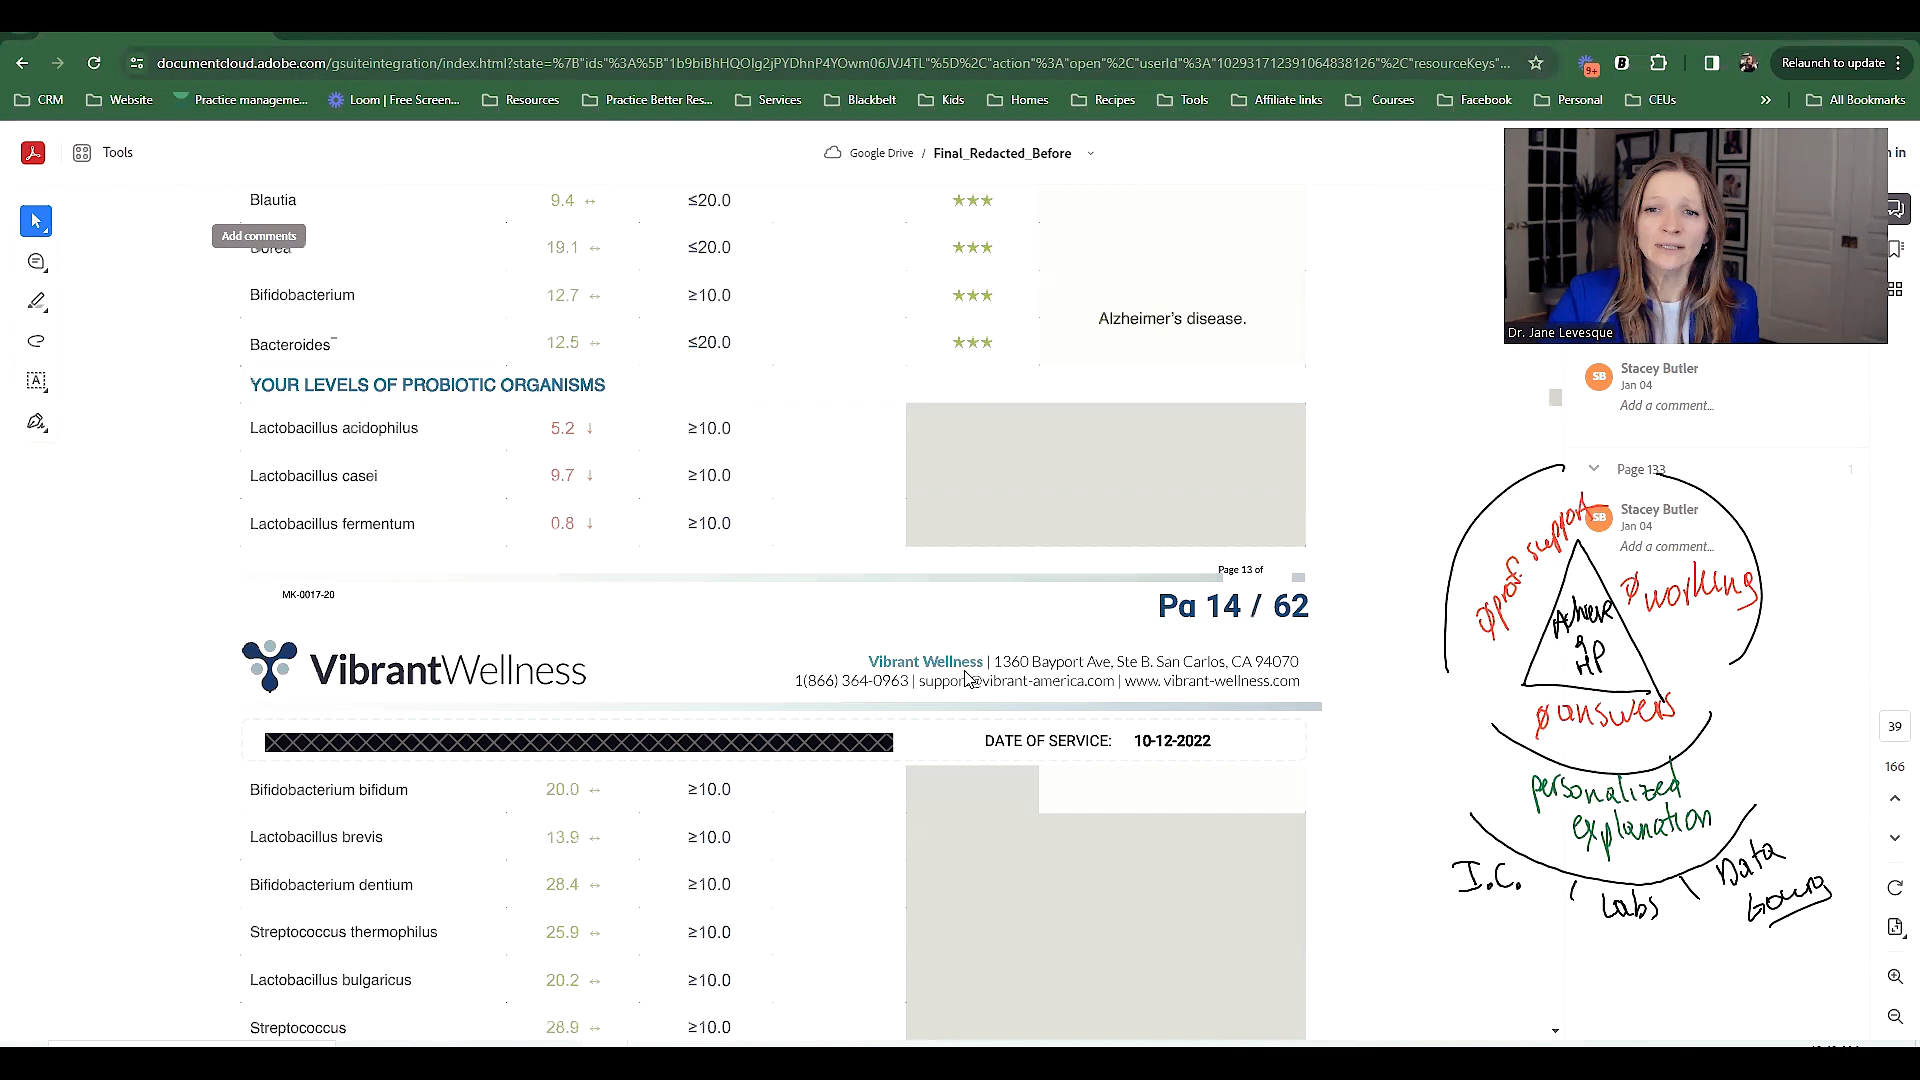 documentcloud.adobe.com/gsuiteintegration/index.html?state=%7B"ids"%3A%5B"1b9biBhHQOIg2jPYDhnP4YOwm06JVJ4TL"%5D%2C"action"%3A"open"%2C"userId"%3A"102931712391064838126"%2C"resourceKeys"...
9+
Relaunch to update
CRM Website Practice manageme... Loom | Free Screen... Resources Practice Better Res... Services Blackbelt Kids Homes Recipes Tools Affiliate links Courses Facebook Personal CEUs » All Bookmarks
Tools
Google Drive / Final_Redacted_Before
n in
Blautia 9.4 ↔ ≤20.0 ★★★
Add comments
19.1 ↔ ≤20.0 ★★★
Bifidobacterium 12.7 ↔ ≥10.0 ★★★
Alzheimer's disease.
Bacteroides 12.5 ↔ ≤20.0 ★★★
Dr. Jane Levesque
YOUR LEVELS OF PROBIOTIC ORGANISMS
Lactobacillus acidophilus 5.2 ↓ ≥10.0
Lactobacillus casei 9.7 ↓ ≥10.0
Lactobacillus fermentum 0.8 ↓ ≥10.0
Page 13 of
MK-0017-20
Pa 14 / 62
VibrantWellness
Vibrant Wellness | 1360 Bayport Ave, Ste B. San Carlos, CA 94070
1(866) 364-0963 | support@vibrant-america.com | www. vibrant-wellness.com
DATE OF SERVICE: 10-12-2022
Bifidobacterium bifidum 20.0 ↔ ≥10.0
Lactobacillus brevis 13.9 ↔ ≥10.0
Bifidobacterium dentium 28.4 ↔ ≥10.0
Streptococcus thermophilus 25.9 ↔ ≥10.0
Lactobacillus bulgaricus 20.2 ↔ ≥10.0
Streptococcus 28.9 ↔ ≥10.0
SB Stacey Butler
Jan 04
Add a comment...
Page 133 1
SB Stacey Butler
Jan 04
Add a comment...
Ø prof. support
Ø working
Achieve
a
HP
Ø answers
personalized
explanation
I.C.
Labs
Data
39
166